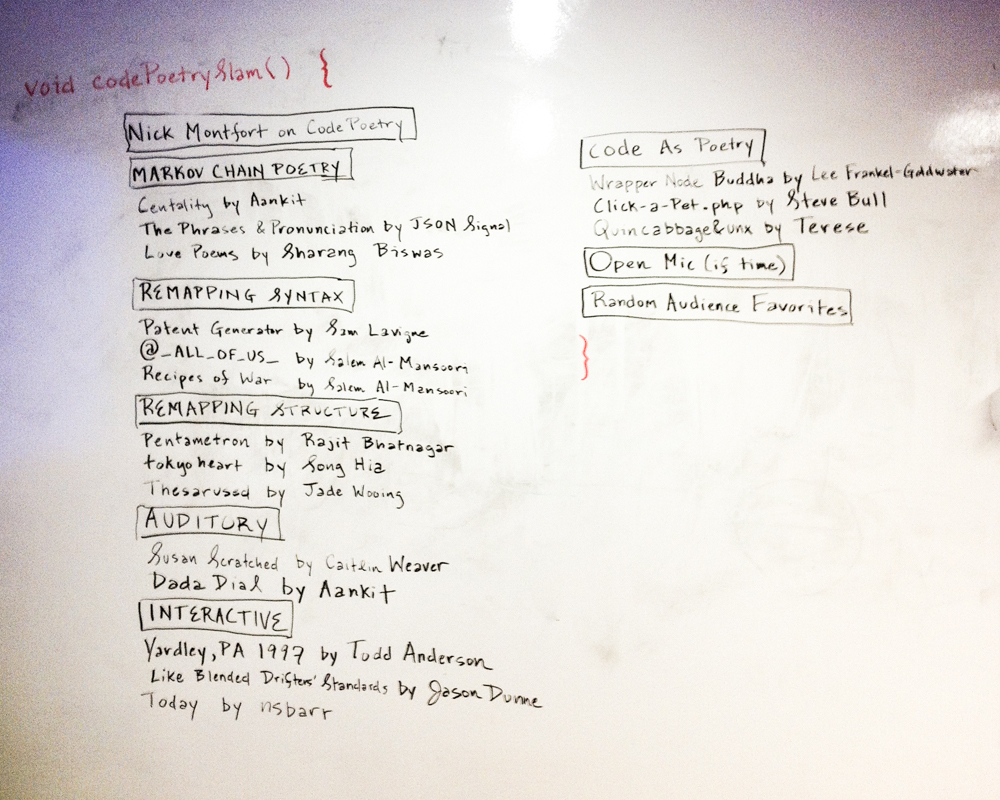 void codePoetrySlam() {
Nick Montfort on Code Poetry
MARKOV CHAIN POETRY
Centality by Aankit
The Phrases & Pronunciation by JSON Signal
Love Poems by Sharang Biswas
REMAPPING SYNTAX
Patent Generator by Sam Lavigne
@_ALL_OF_US_ by Salem Al-Mansoori
Recipes of War by Salem Al-Mansoori
REMAPPING STRUCTURE
Pentametron by Rajit Bhatnagar
tokyoheart by Song Hia
Thesarussd by Jade Wooing
AUDITORY
Susan Scratched by Caitlin Weaver
Dada Dial by Aankit
INTERACTIVE
Yardley, PA 1997 by Todd Anderson
Like Blended Drifters' Standards by Jason Dunne
Today by nsbarr
Code As Poetry
Wrapper Node Buddha by Lee Frankel-Goldwater
Click-a-Pet.php by Steve Bull
Quincabbage&unx by Terese
Open Mic (if time)
Random Audience Favorites
}